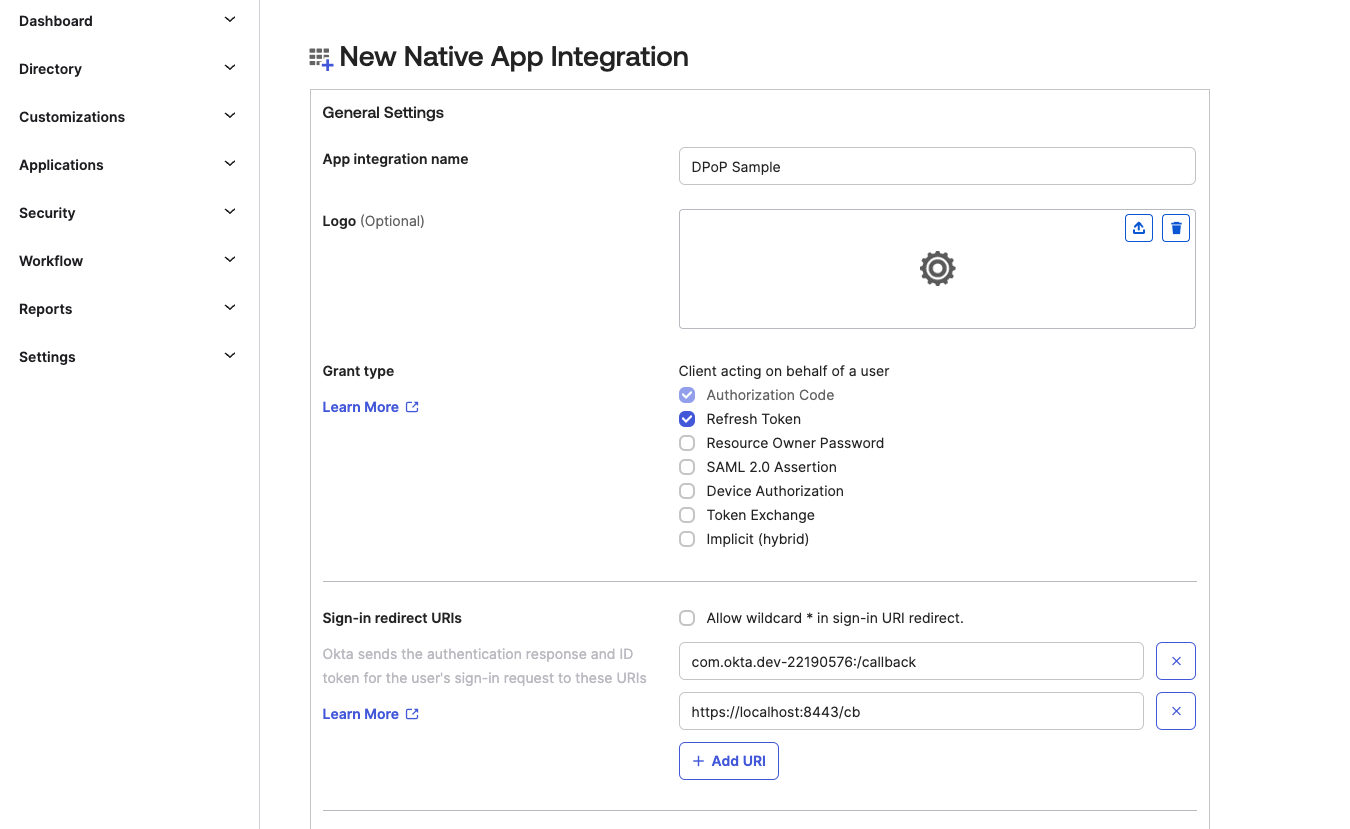 Dashboard
Directory
Customizations
Applications
Security
Workflow
Reports
Settings
New Native App Integration
General Settings
App integration name
DPoP Sample
Logo (Optional)
Grant type
Learn More
Client acting on behalf of a user
Authorization Code
Refresh Token
Resource Owner Password
SAML 2.0 Assertion
Device Authorization
Token Exchange
Implicit (hybrid)
Sign-in redirect URIs
Okta sends the authentication response and ID
token for the user's sign-in request to these URIs
Learn More
Allow wildcard * in sign-in URI redirect.
com.okta.dev-22190576:/callback
https://localhost:8443/cb
+ Add URI